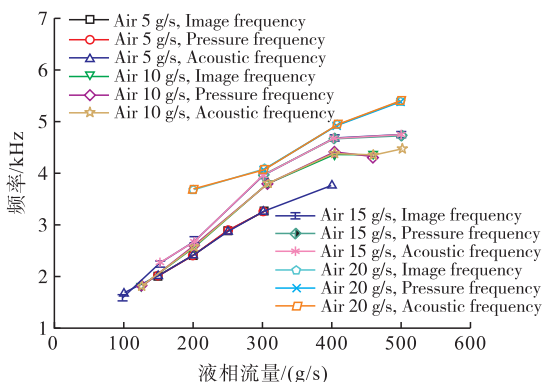 7
6
5
4
3
2
1
频率/kHz
Air 5 g/s, Image frequency
Air 5 g/s, Pressure frequency
Air 5 g/s, Acoustic frequency
Air 10 g/s, Image frequency
Air 10 g/s, Pressure frequency
Air 10 g/s, Acoustic frequency
Air 15 g/s, Image frequency
Air 15 g/s, Pressure frequency
Air 15 g/s, Acoustic frequency
Air 20 g/s, Image frequency
Air 20 g/s, Pressure frequency
Air 20 g/s, Acoustic frequency
0 100 200 300 400 500 600
液相流量/(g/s)